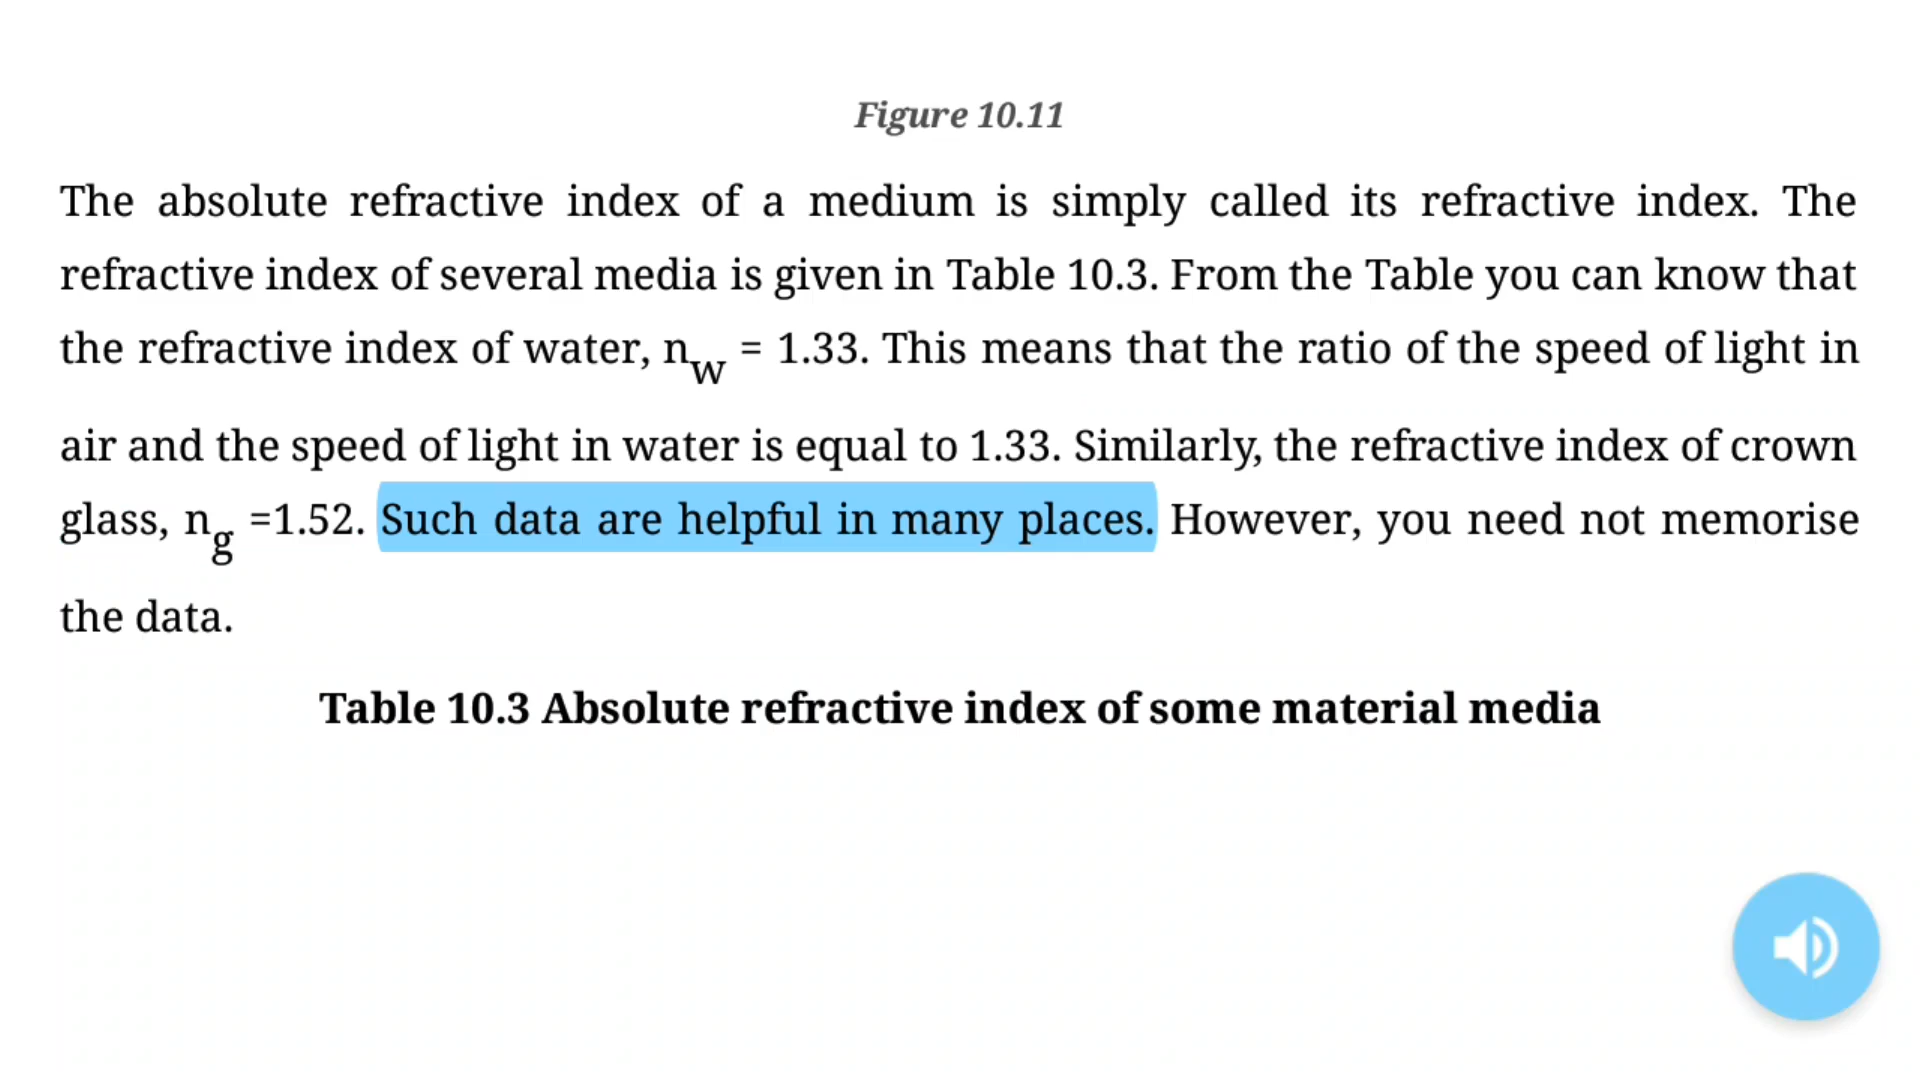 Figure 10.11
The absolute refractive index of a medium is simply called its refractive index. The
refractive index of several media is given in Table 10.3. From the Table you can know that
the refractive index of water, nw = 1.33. This means that the ratio of the speed of light in
air and the speed of light in water is equal to 1.33. Similarly, the refractive index of crown
glass, ng =1.52. Such data are helpful in many places. However, you need not memorise
the data.
Table 10.3 Absolute refractive index of some material media